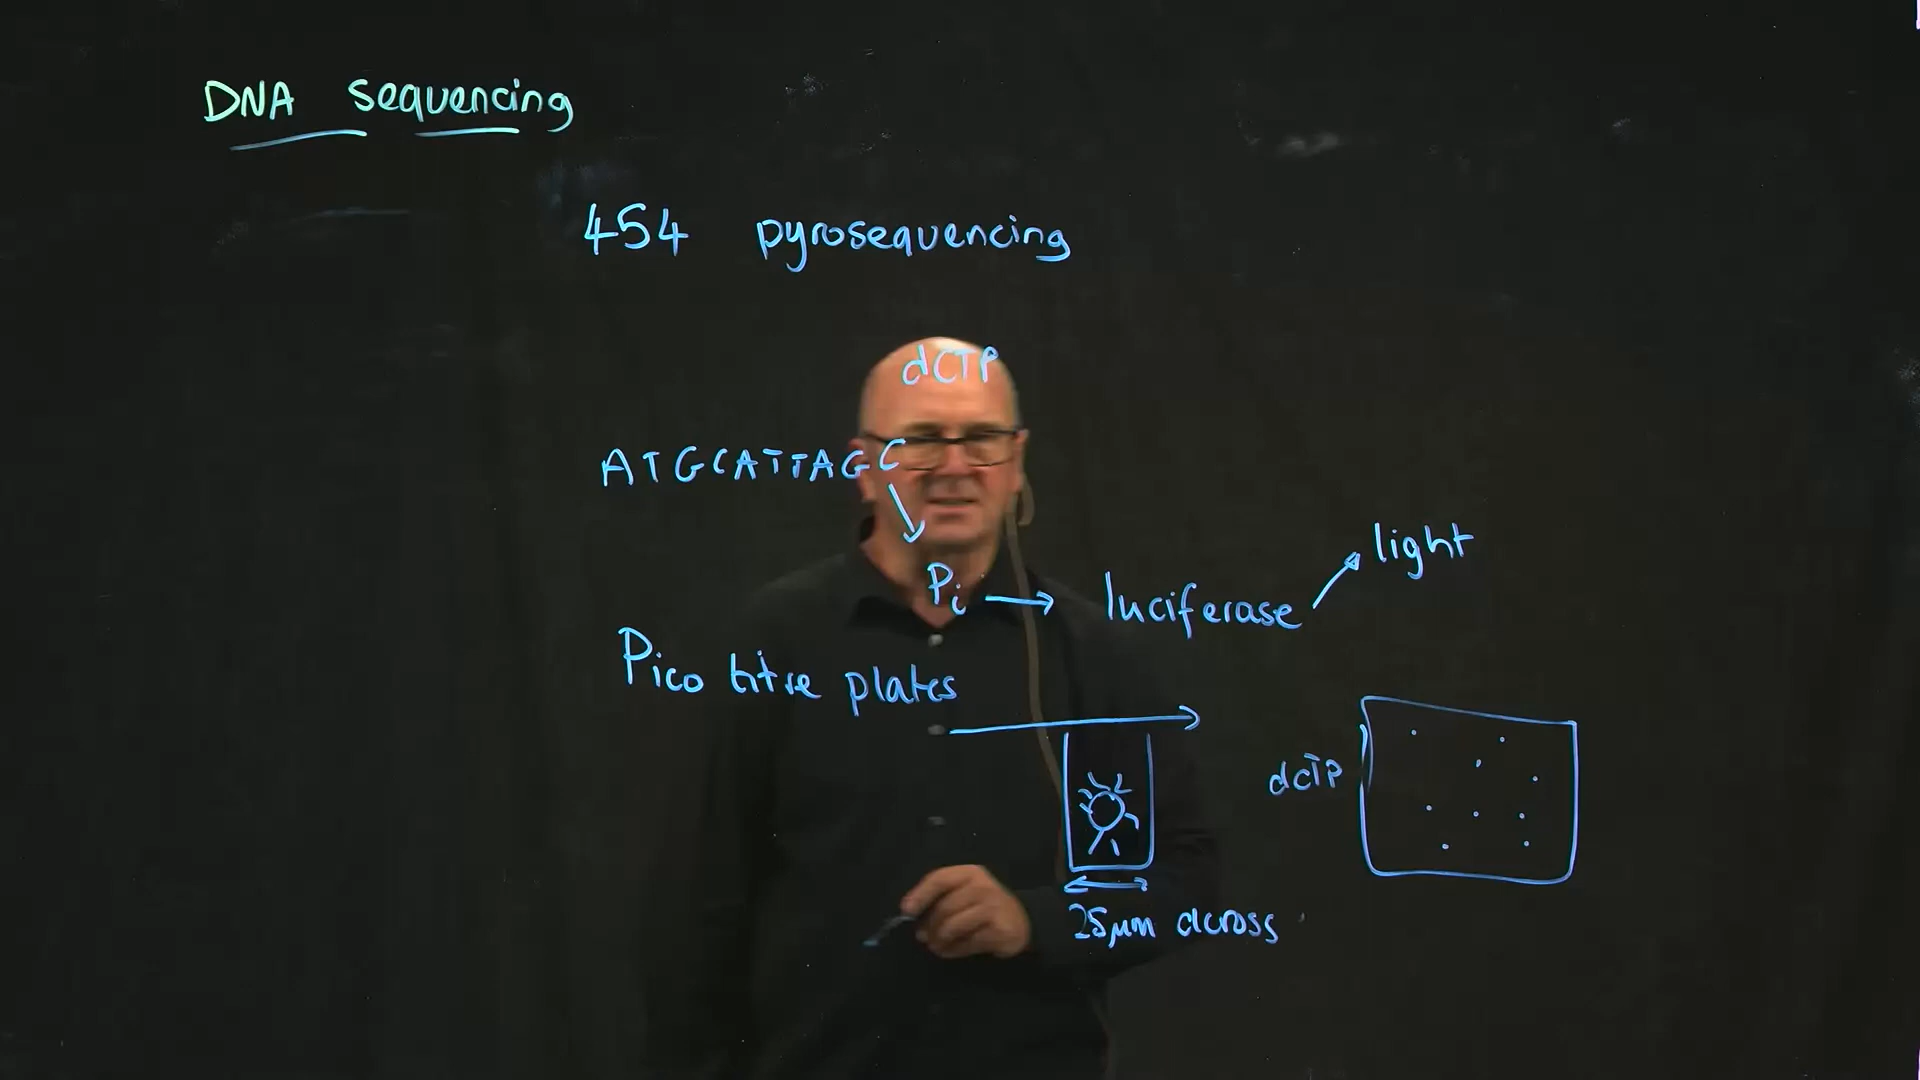 DNA sequencing
454 pyrosequencing
dCTP
ATGCATTAGC
Pi → luciferase
light
Pico titre plates
dCTP
25µm across